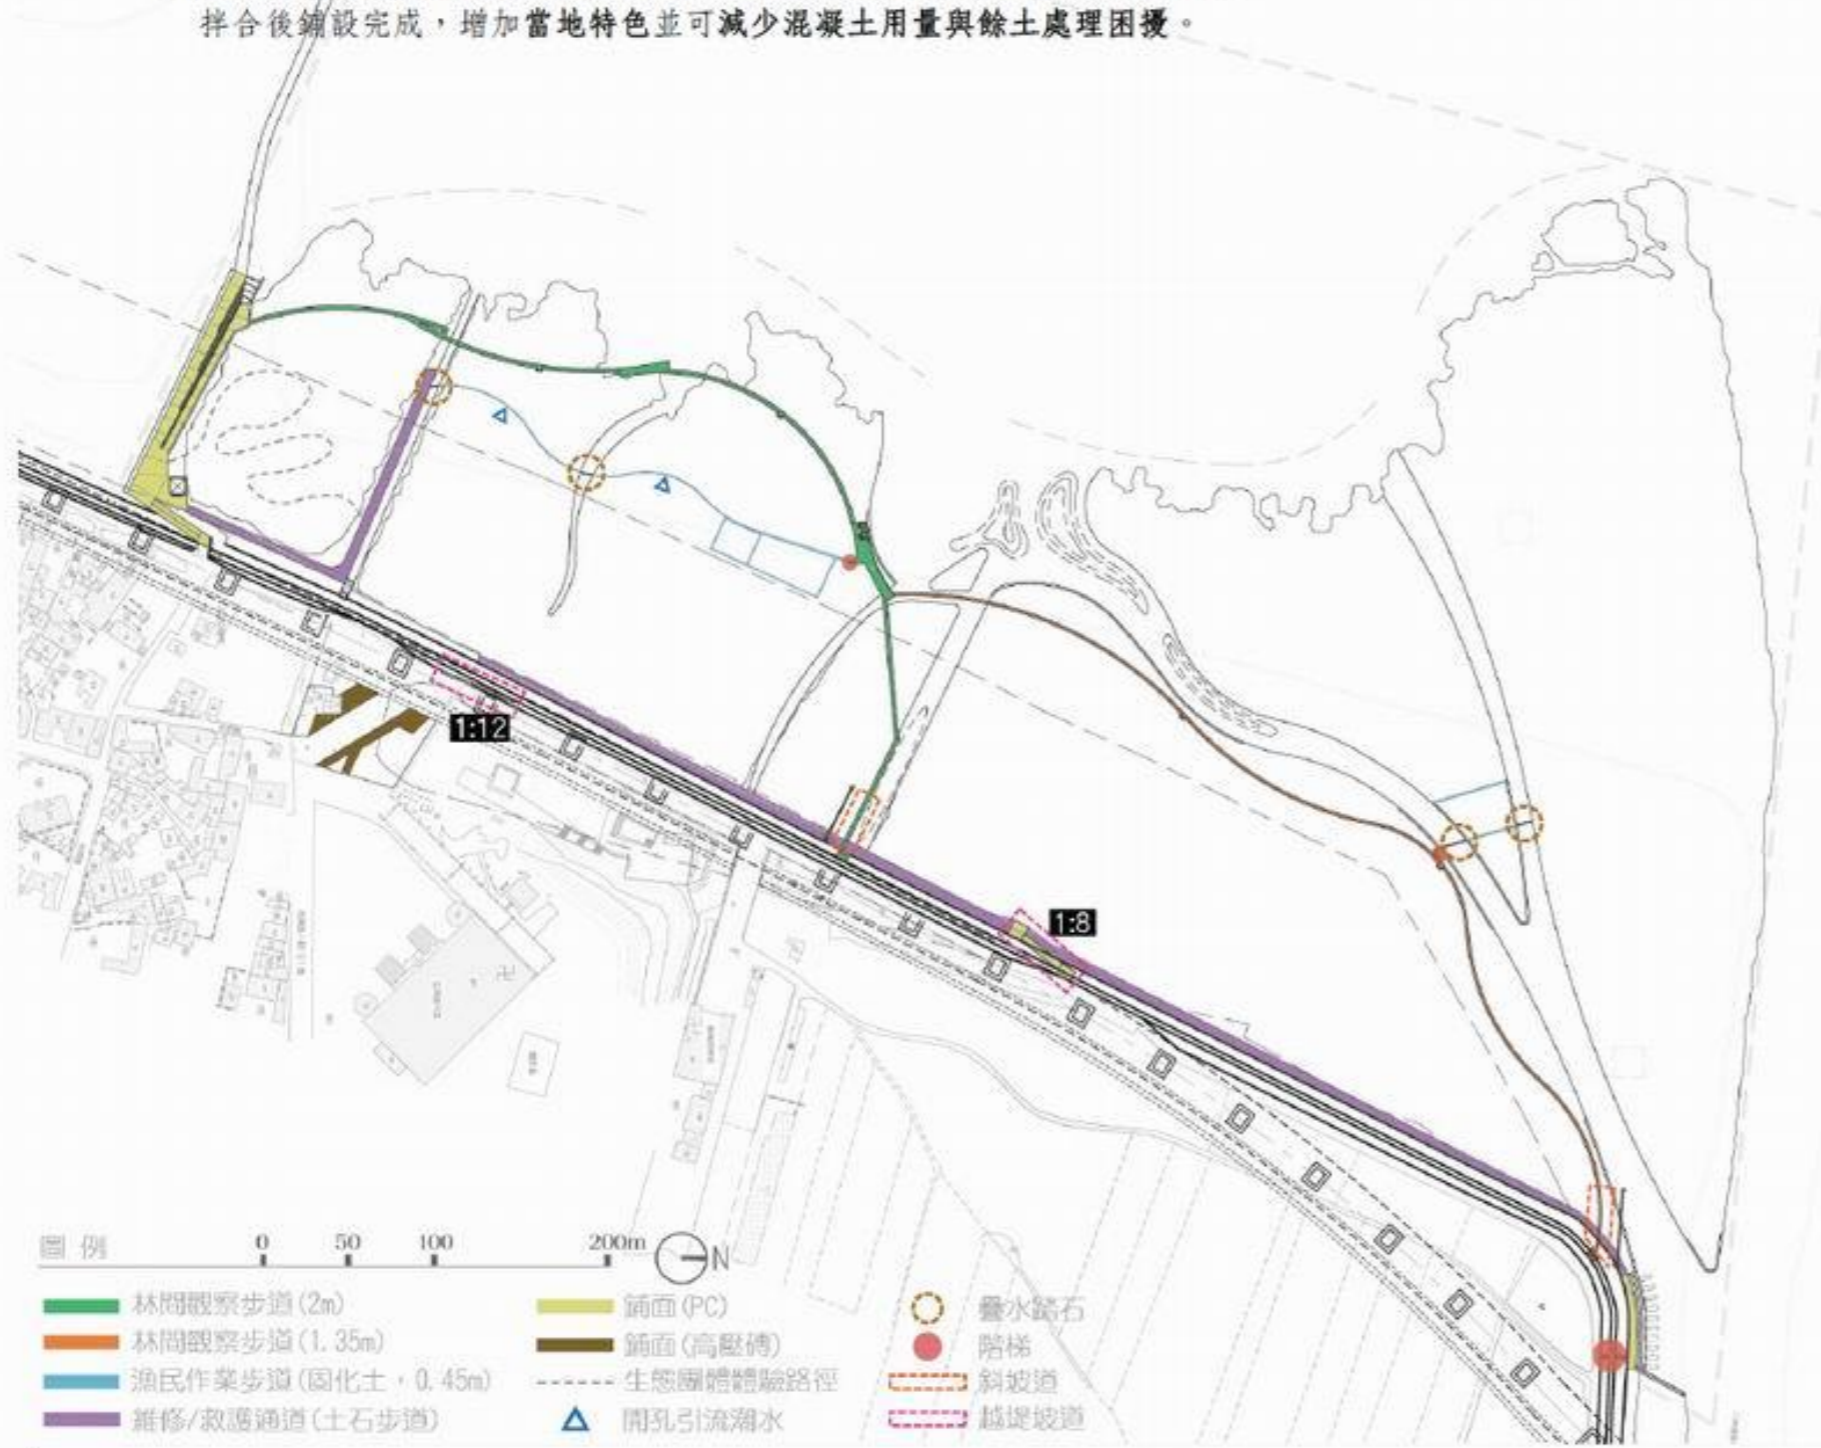 拌合後鋪設完成，增加當地特色並可減少混凝土用量與餘土處理困擾。
1:12
1:8
圖 例
0 50 100 200m
N
林間觀察步道(2m)
林間觀察步道(1.35m)
漁民作業步道(固化土，0.45m)
維修/救護通道(土石步道)
鋪面(PC)
鋪面(高壓磚)
生態團體體驗路徑
開孔引流潮水
疊水踏石
階梯
斜坡道
越堤坡道